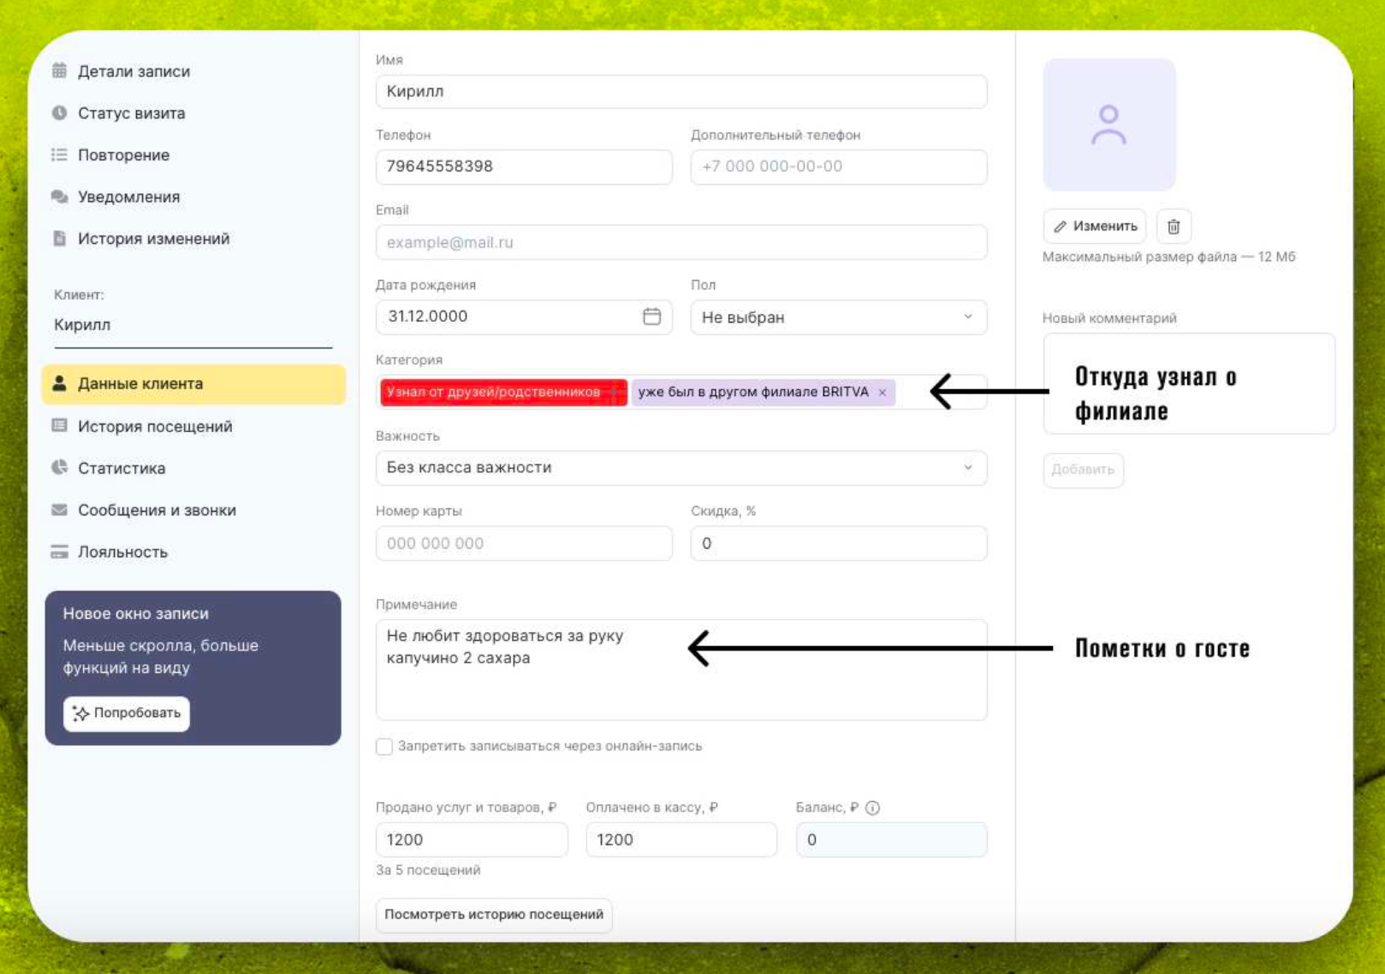 Детали записи
Статус визита
Повторение
Уведомления
История изменений
Клиент:
Кирилл
Данные клиента
История посещений
Статистика
Сообщения и звонки
Лояльность
Новое окно записи
Меньше скролла, больше
функций на виду
Попробовать
Имя
Кирилл
Телефон
Дополнительный телефон
79645558398
+7 000 000-00-00
Email
example@mail.ru
Дата рождения
Пол
31.12.0000
Не выбран
Категория
Узнал от друзей/родственников
уже был в другом филиале BRITVA ×
Важность
Без класса важности
Номер карты
Скидка, %
000 000 000
0
Примечание
Не любит здороваться за руку
капучино 2 сахара
Запретить записываться через онлайн-запись
Продано услуг и товаров, ₽
Оплачено в кассу, ₽
Баланс, ₽
1200
1200
0
За 5 посещений
Посмотреть историю посещений
Изменить
Максимальный размер файла — 12 Мб
Новый комментарий
Откуда узнал о
филиале
Добавить
Пометки о госте